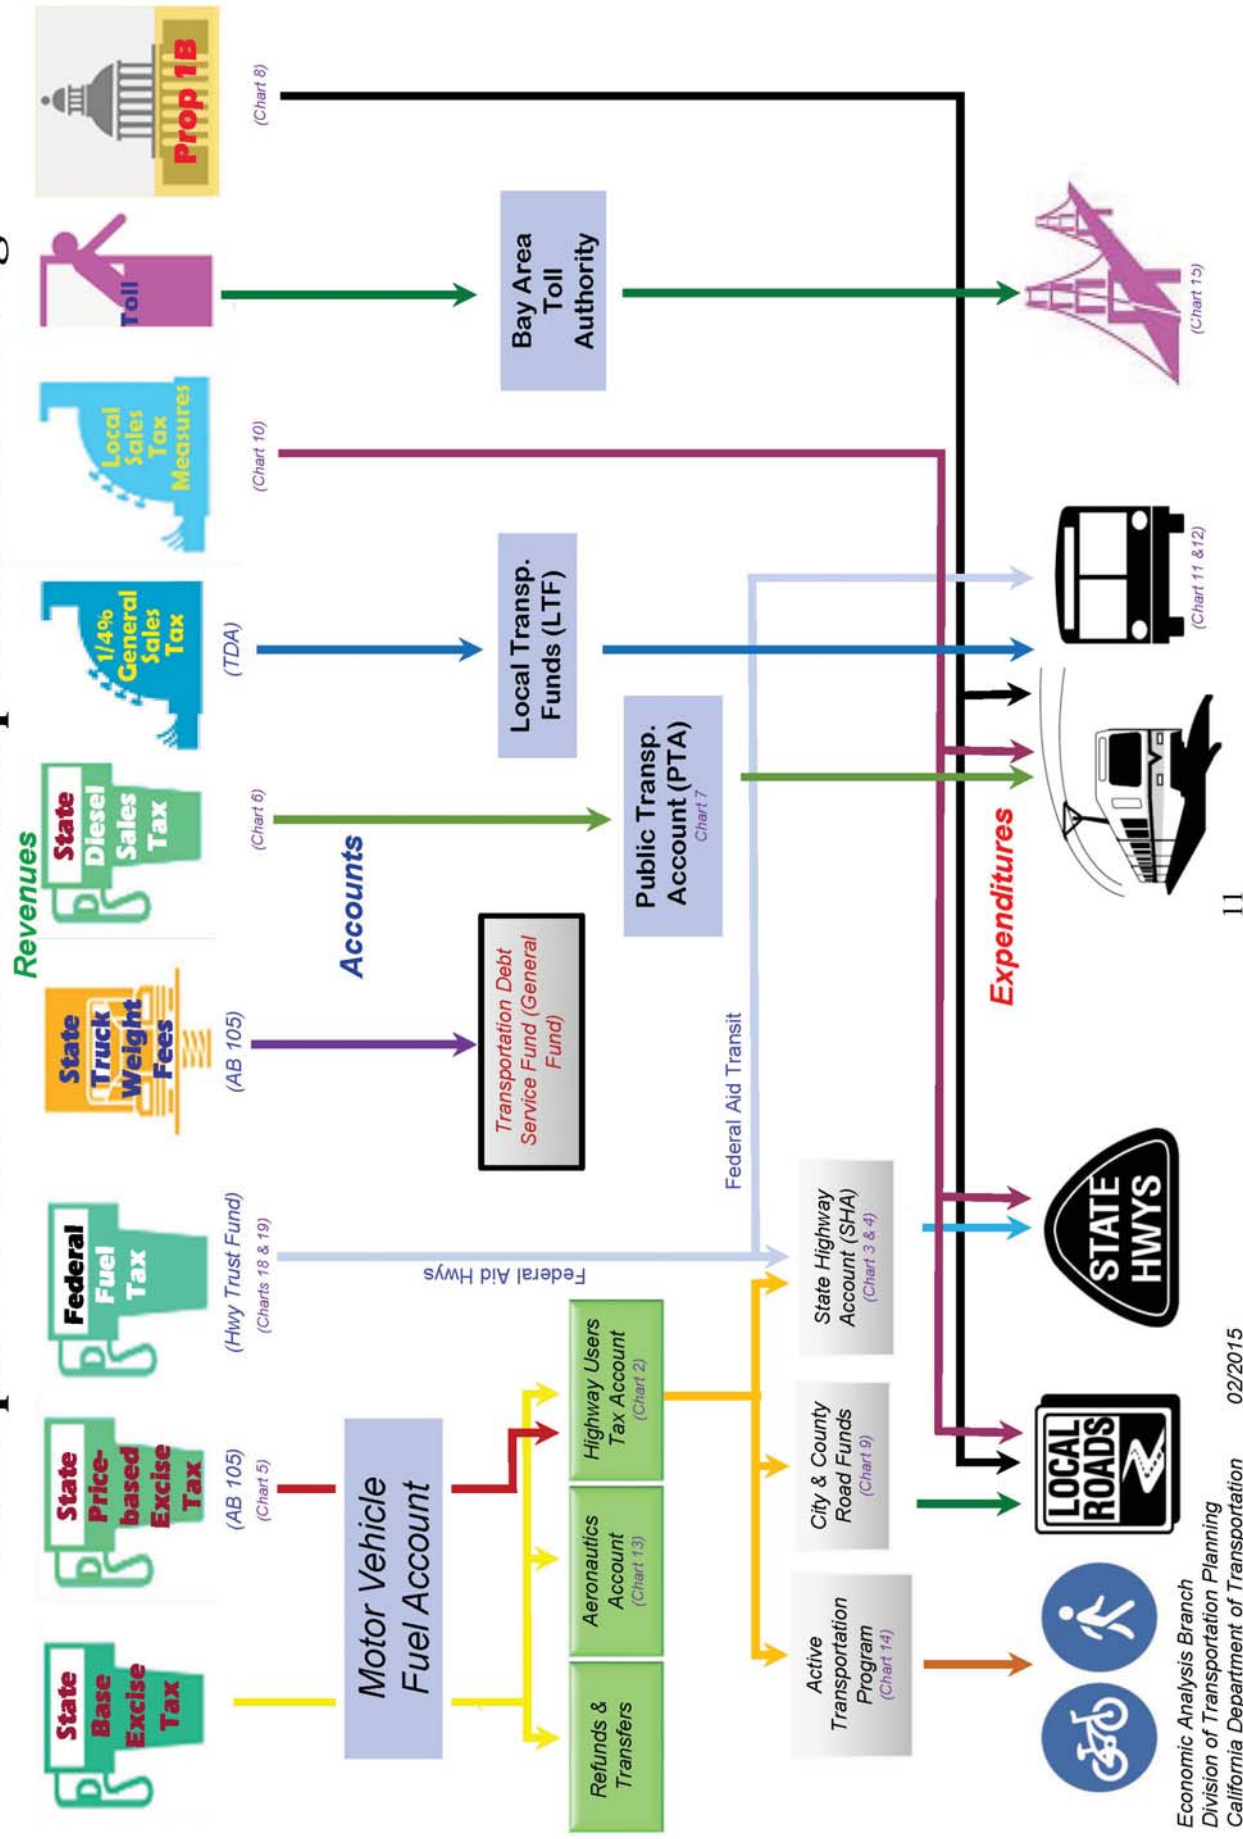 Revenues
State
Base
Excise
Tax
State
Price-
based
Excise
Tax
(AB 105)
(Chart 5)
Federal
Fuel
Tax
(Hwy Trust Fund)
(Charts 18 & 19)
State
Truck
Weight
Fees
(AB 105)
State
Diesel
Sales
Tax
(Chart 6)
1/4%
General
Sales
Tax
(TDA)
Local
Sales
Tax
Measures
(Chart 10)
Toll
Prop 1B
(Chart 8)
Accounts
Motor Vehicle
Fuel Account
Federal Aid Hwys
Transportation Debt
Service Fund (General
Fund)
Local Transp.
Funds (LTF)
Bay Area
Toll
Authority
Refunds &
Transfers
Aeronautics
Account
(Chart 13)
Highway Users
Tax Account
(Chart 2)
Public Transp.
Account (PTA)
Chart 7
Federal Aid Transit
Active
Transportation
Program
(Chart 14)
City & County
Road Funds
(Chart 9)
State Highway
Account (SHA)
(Chart 3 & 4)
Expenditures
LOCAL
ROADS
STATE
HWYS
(Chart 11 &12)
(Chart 15)
Economic Analysis Branch
Division of Transportation Planning
California Department of Transportation
02/2015
11